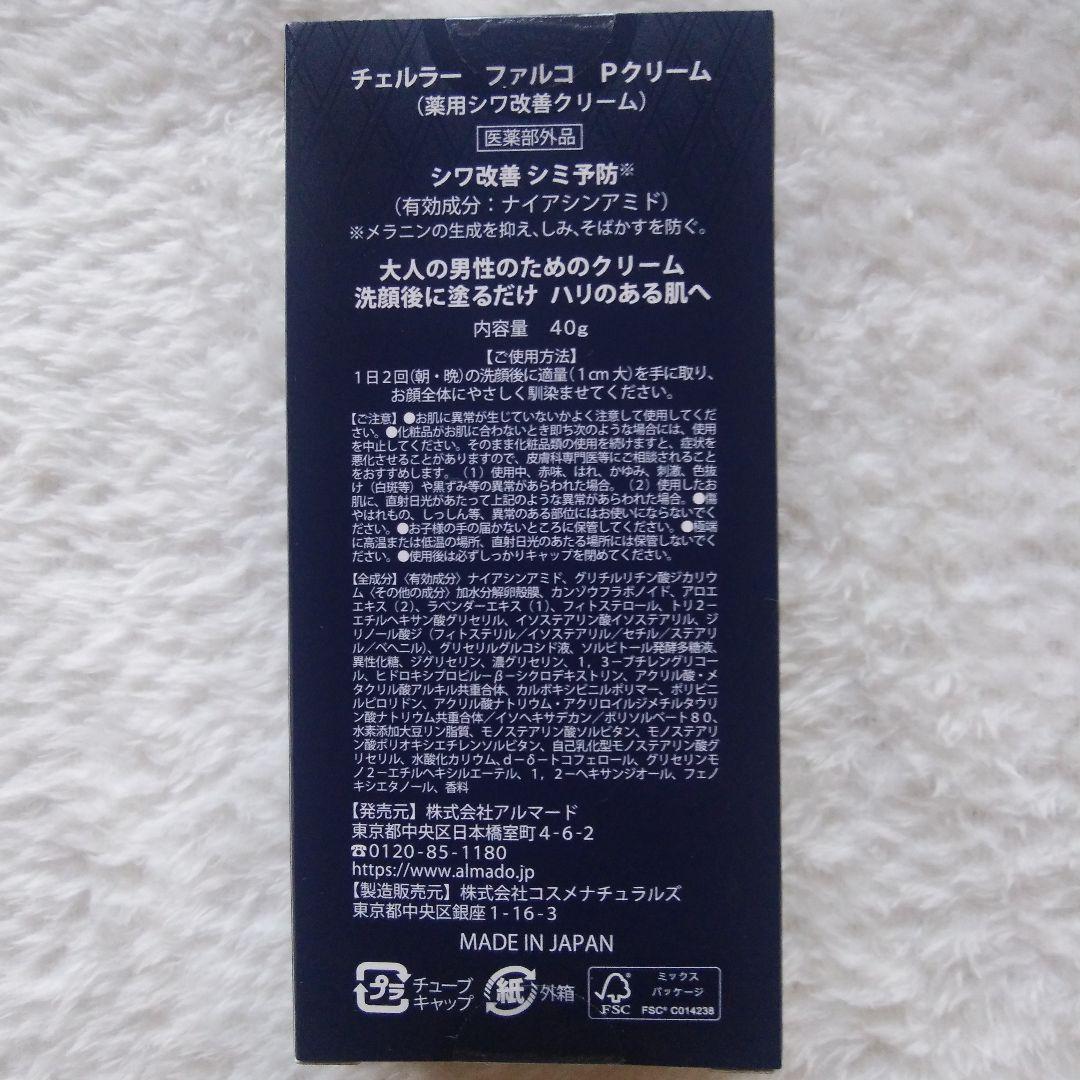 チェルラー　ファルコ　Ｐクリーム
（薬用シワ改善クリーム）
医薬部外品
シワ改善 シミ予防※
（有効成分：ナイアシンアミド）
※メラニンの生成を抑え、しみ、そばかすを防ぐ。
大人の男性のためのクリーム
洗顔後に塗るだけ ハリのある肌へ
内容量　40g
【ご使用方法】
1日2回（朝・晩）の洗顔後に適量（1cm大）を手に取り、
お顔全体にやさしく馴染ませてください。
【ご注意】●お肌に異常が生じていないかよく注意して使用してくだ
さい。●化粧品がお肌に合わないとき即ち次のような場合には、使用
を中止してください。そのまま化粧品類の使用を続けますと、症状を
悪化させることがありますので、皮膚科専門医等にご相談されること
をおすすめします。（1）使用中、赤味、はれ、かゆみ、刺激、色抜
け（白斑等）や黒ずみ等の異常があらわれた場合。（2）使用したお
肌に、直射日光があたって上記のような異常があらわれた場合。●傷
やはれもの、しっしん等、異常のある部位にはお使いにならないでく
ださい。●お子様の手の届かないところに保管してください。●極端
に高温または低温の場所、直射日光のあたる場所には保管しないでく
ださい。●使用後は必ずしっかりキャップを閉めてください。
【全成分】〈有効成分〉ナイアシンアミド、グリチルリチン酸ジカリウ
ム〈その他の成分〉加水分解卵殻膜、カンゾウフラボノイド、アロエ
エキス（2）、ラベンダーエキス（1）、フィトステロール、トリ2－
エチルヘキサン酸グリセリル、イソステアリン酸イソステアリル、ジ
リノール酸ジ（フィトステリル／イソステアリル／セチル／ステアリ
ル／ベヘニル）、グリセリルグルコシド液、ソルビトール発酵多糖液、
異性化糖、ジグリセリン、濃グリセリン、1，3－ブチレングリコー
ル、ヒドロキシプロピル－β－シクロデキストリン、アクリル酸・メ
タクリル酸アルキル共重合体、カルボキシビニルポリマー、ポリビニ
ルピロリドン、アクリル酸ナトリウム・アクリロイルジメチルタウリ
ン酸ナトリウム共重合体／イソヘキサデカン／ポリソルベート８０、
水素添加大豆リン脂質、モノステアリン酸ソルビタン、モノステアリ
ン酸ポリオキシエチレンソルビタン、自己乳化型モノステアリン酸グ
リセリル、水酸化カリウム、d－δ－トコフェロール、グリセリンモ
ノ2－エチルヘキシルエーテル、1，2－ヘキサンジオール、フェノ
キシエタノール、香料
【発売元】株式会社アルマード
東京都中央区日本橋室町4-6-2
☎0120-85-1180
https://www.almado.jp
【製造販売元】株式会社コスメナチュラルズ
東京都中央区銀座1-16-3
MADE IN JAPAN
プラ チューブ
キャップ
紙 外箱
FSC
ミックス
パッケージ
FSC® C014238